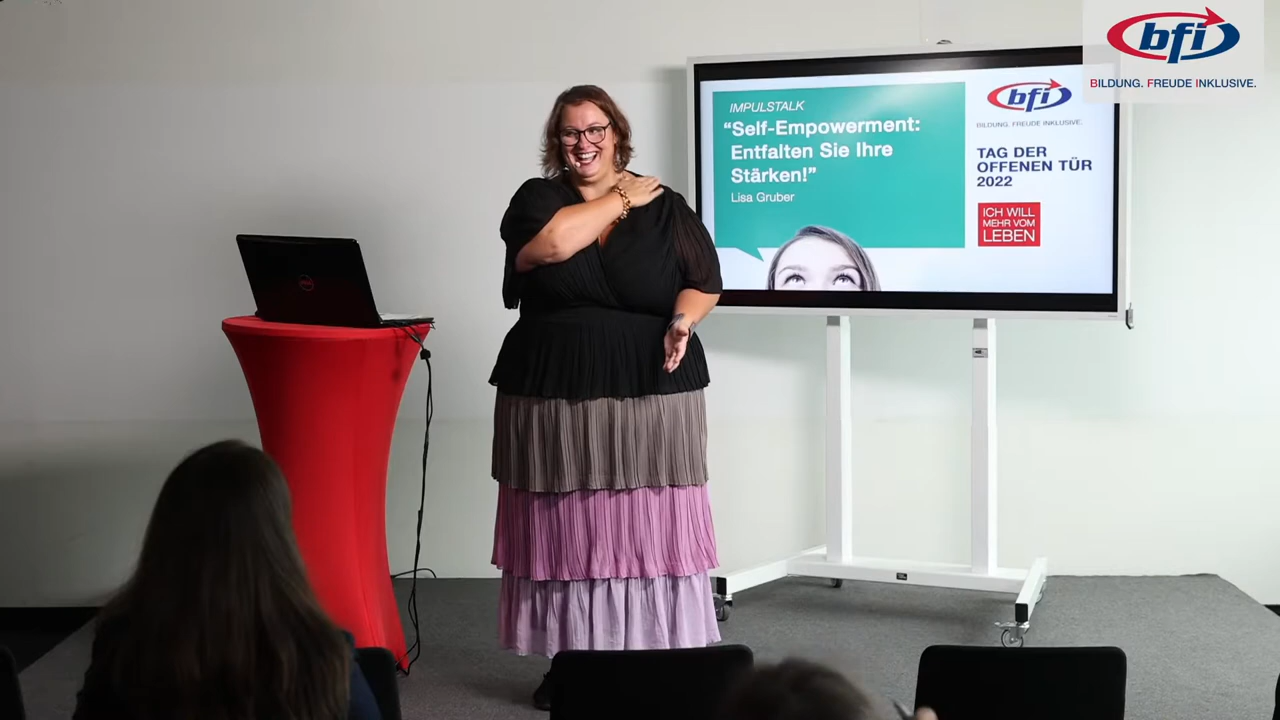 IMPULSTALK
"Self-Empowerment:
Entfalten Sie Ihre
Stärken!"
Lisa Gruber
bfi
BILDUNG. FREUDE INKLUSIVE.
TAG DER
OFFENEN TÜR
2022
ICH WILL
MEHR VOM
LEBEN
bfi
BILDUNG. FREUDE INKLUSIVE.